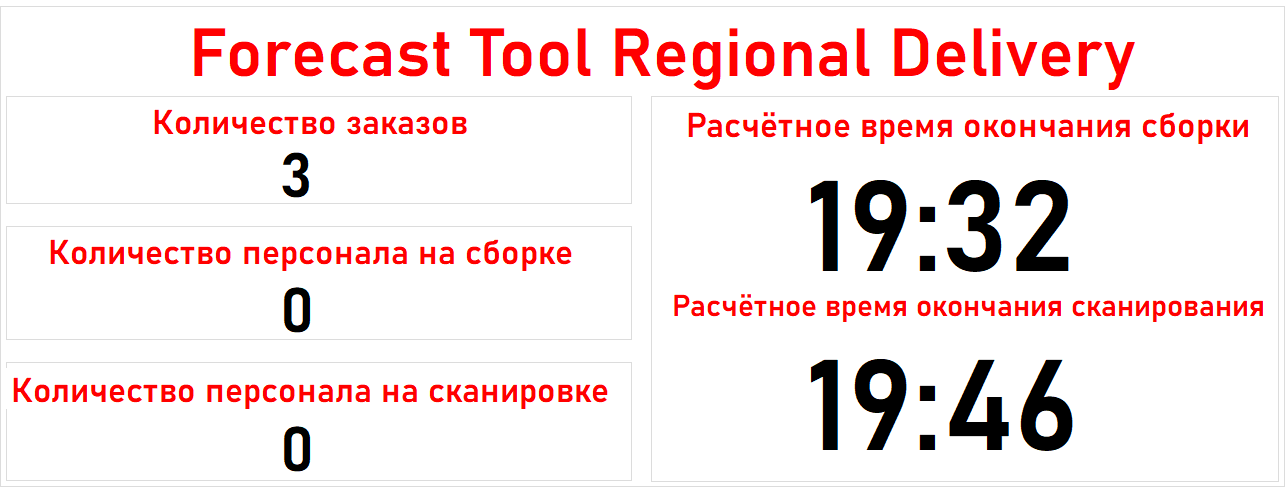 Forecast Tool Regional Delivery
Количество заказов
3
Количество персонала на сборке
0
Количество персонала на сканировке
0
Расчётное время окончания сборки
19:32
Расчётное время окончания сканирования
19:46